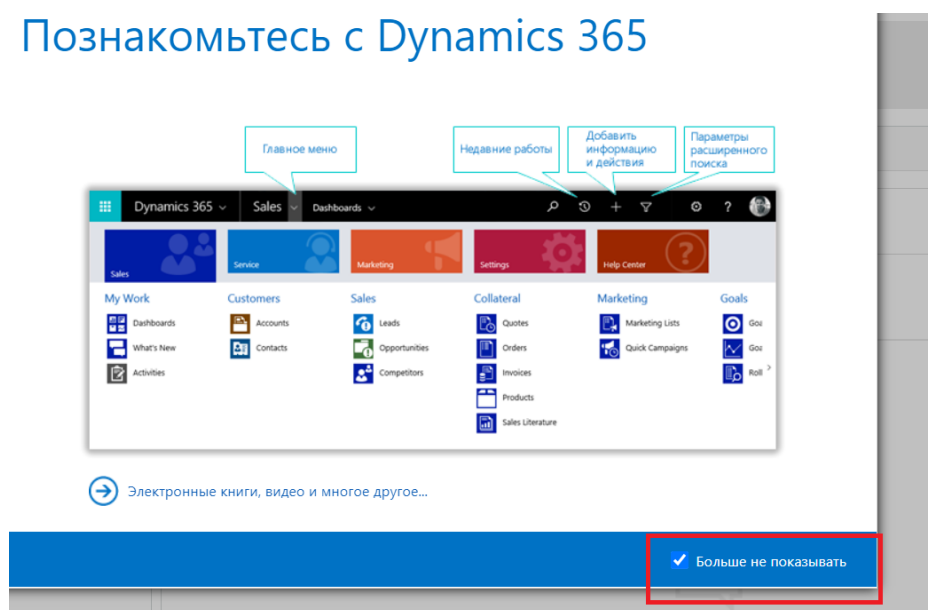 Познакомьтесь с Dynamics 365
Главное меню
Недавние работы
Добавить
информацию
и действия
Параметры
расширенного
поиска
Dynamics 365 Sales Dashboards ?
Sales
Service
Marketing
Settings
Help Center ?
My Work
Dashboards
What's New
Activities
Customers
Accounts
Contacts
Sales
Leads
Opportunities
Competitors
Collateral
Quotes
Orders
Invoices
Products
Sales Literature
Marketing
Marketing Lists
Quick Campaigns
Goals
Goa
Goa
Roll
Электронные книги, видео и многое другое...
Больше не показывать